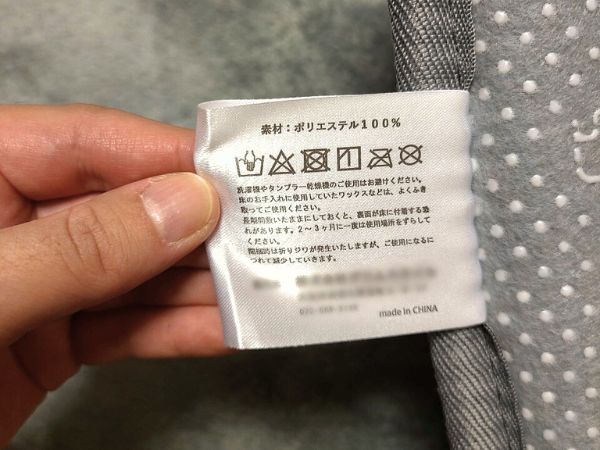 素材：ポリエステル100%
洗濯機やタンブラー乾燥機のご使用はお避けください。
床のお手入れに使用していたワックスなどは、よくふき
取ってご使用ください。
長期間敷いたままにしておくと、裏面が床に付着する恐
れがあります。2～3ヶ月に一度は使用場所をずらして
ください。
開梱時は折りジワが発生いたしますが、ご使用になるに
つれて減少していきます。
made in CHINA